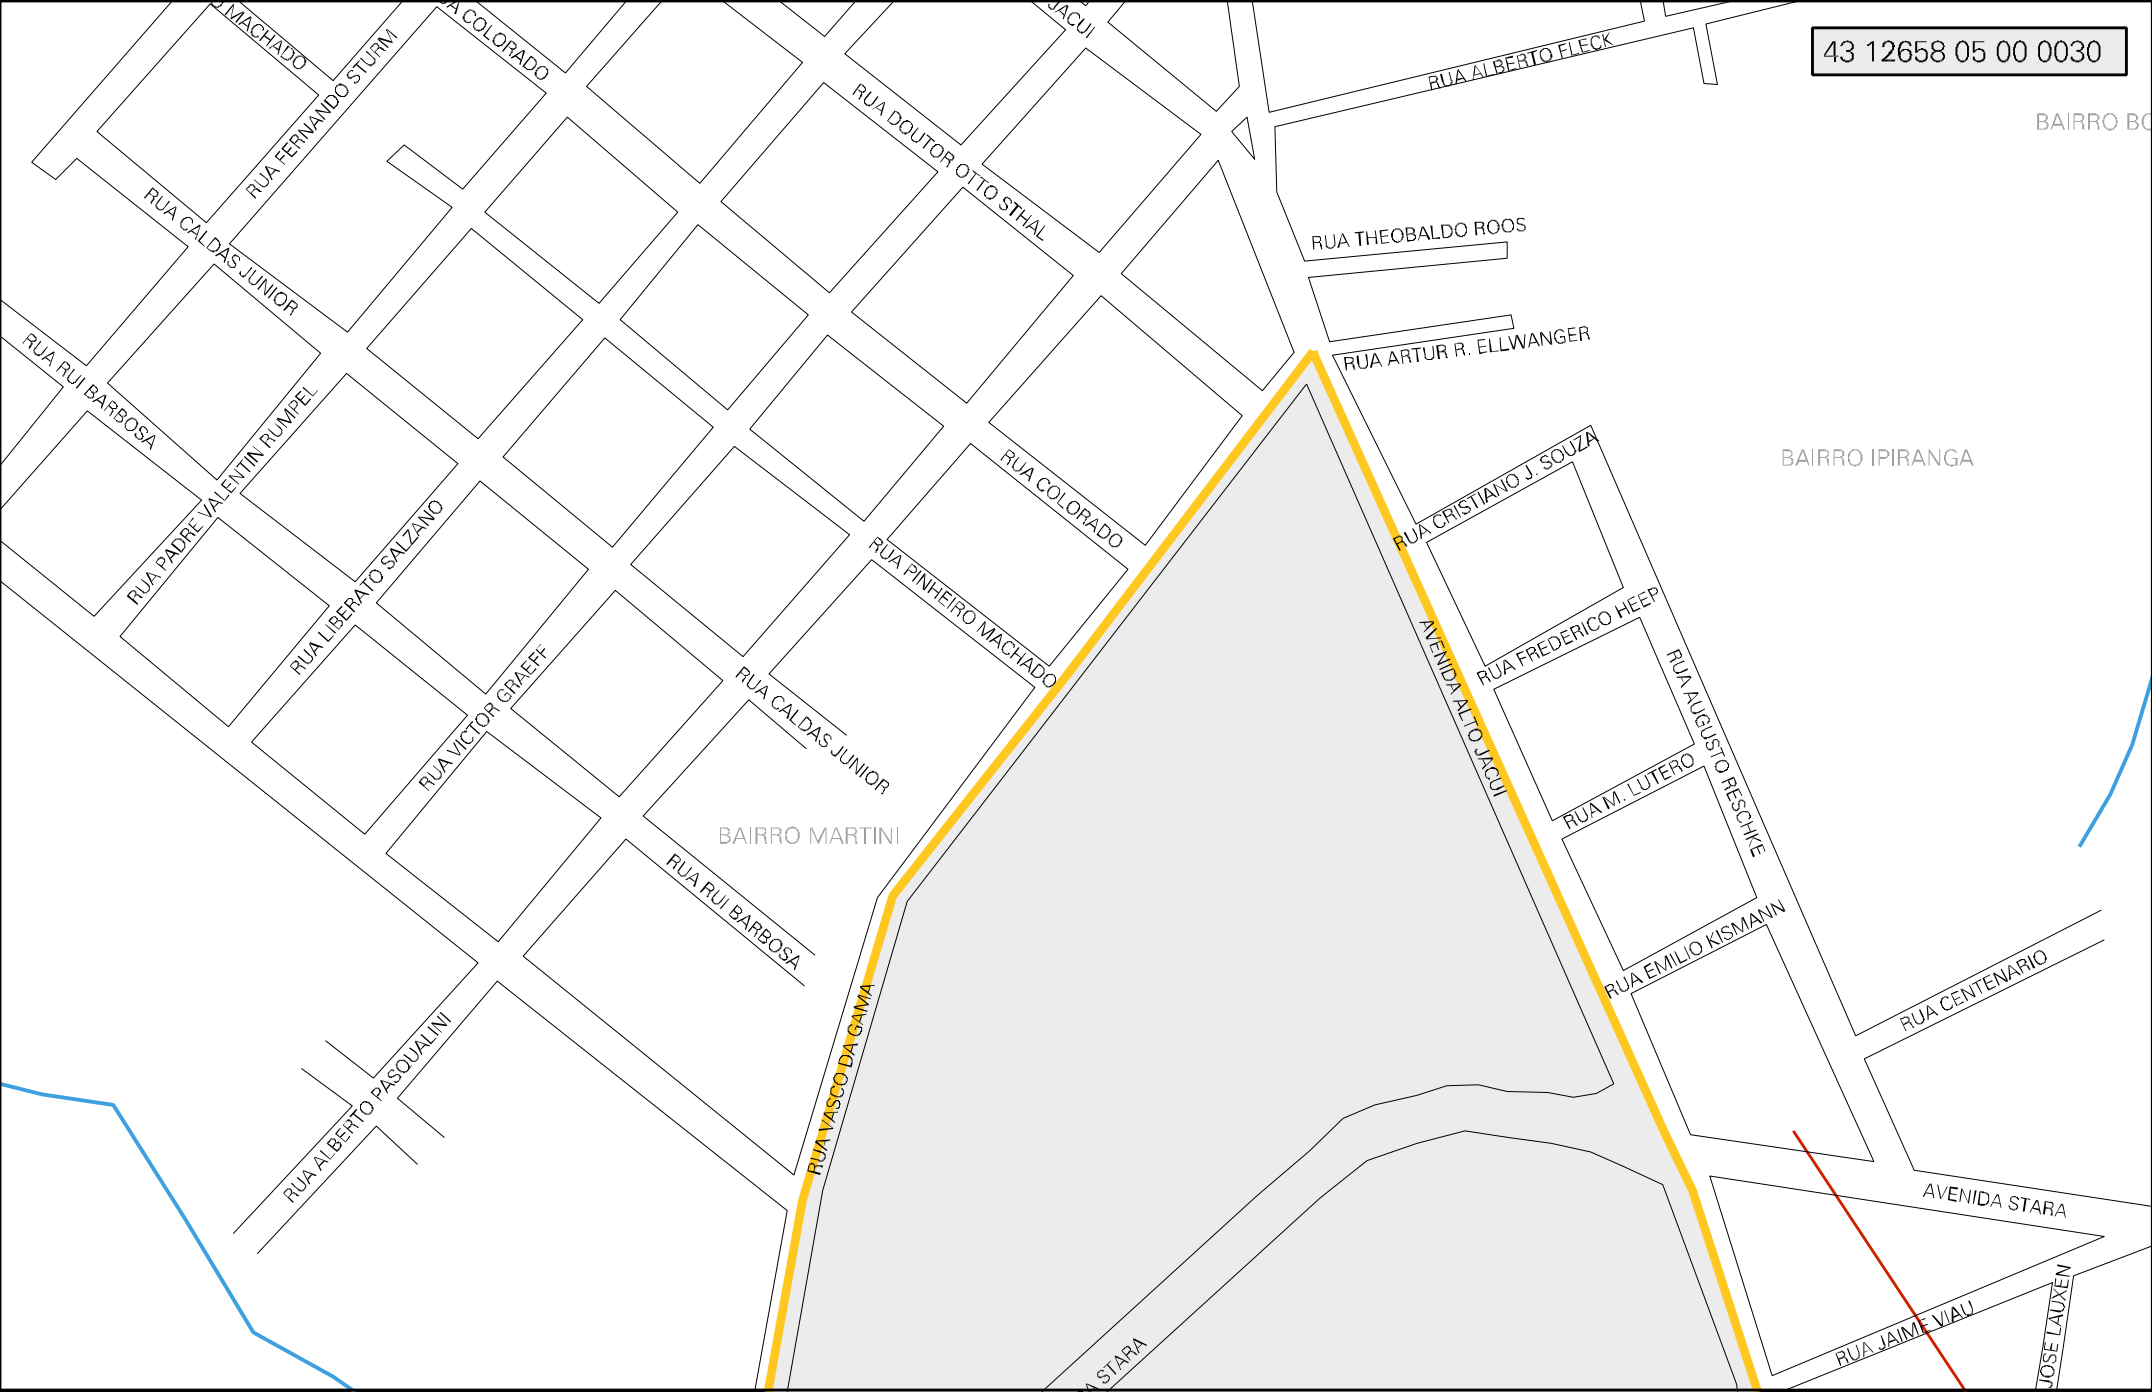 MACHADO
RUA FERNANDO STURM
COLORADO
JACUI
RUA ALBERTO FLECK
43 12658 05 00 0030
BAIRRO
RUA DOUTOR OTTO STHAL
RUA CALDAS JUNIOR
RUA THEOBALDO ROOS
RUA ARTUR R. ELLWANGER
RUA RUI BARBOSA
RUA PADRE VALENTIN RUMPEL
RUA COLORADO
RUA CRISTIANO J. SOUZA
BAIRRO IPIRANGA
RUA LIBERATO SALZANO
RUA PINHEIRO MACHADO
RUA FREDERICO HEEP
AVENIDA ALTO JACUI
RUA AUGUSTO RESCHKE
RUA VICTOR GRAEFF
RUA CALDAS JUNIOR
RUA M. LUTERO
BAIRRO MARTINI
RUA RUI BARBOSA
RUA EMILIO KISMANN
RUA CENTENARIO
RUA VASCO DA GAMA
RUA ALBERTO PASQUALINI
AVENIDA STARA
RUA JAIME VIAU
JOSE LAUXEN
STARA